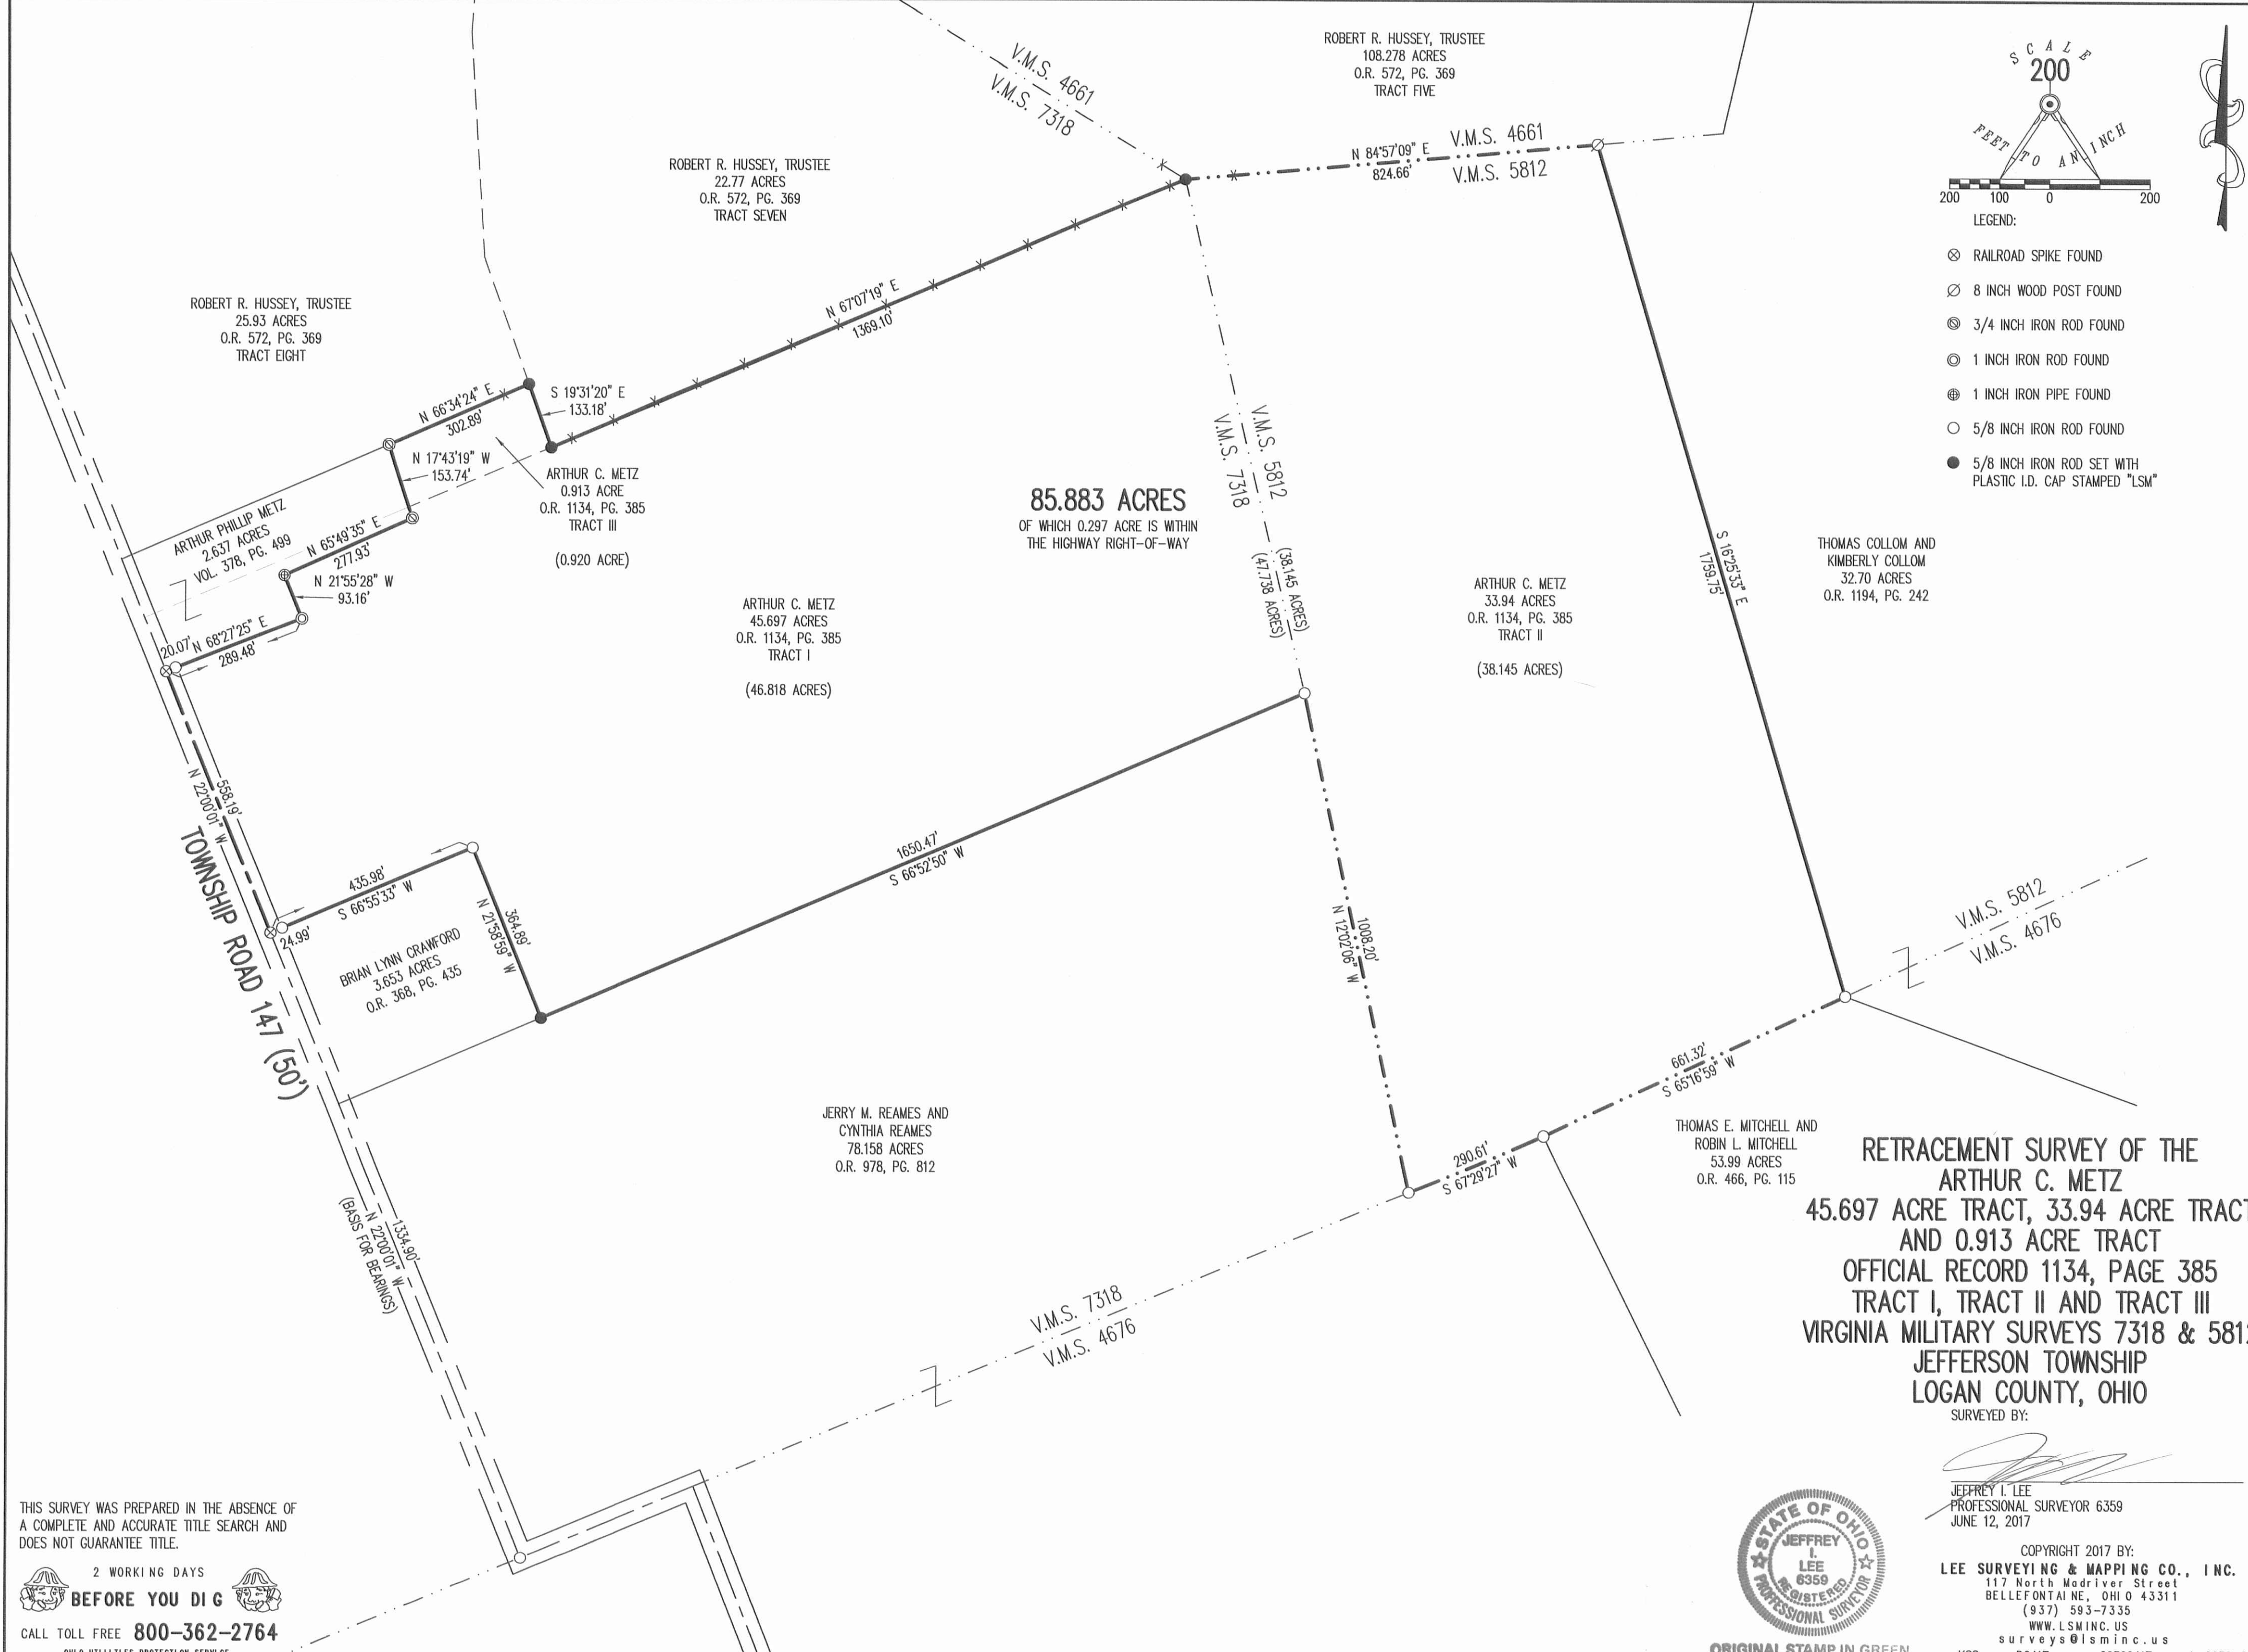 V.M.S. 4661
V.M.S. 7318
ROBERT R. HUSSEY, TRUSTEE
108.278 ACRES
O.R. 572, PG. 369
TRACT FIVE
N 84°57'09" E
824.66'
V.M.S. 4661
V.M.S. 5812
ROBERT R. HUSSEY, TRUSTEE
22.77 ACRES
O.R. 572, PG. 369
TRACT SEVEN
ROBERT R. HUSSEY, TRUSTEE
25.93 ACRES
O.R. 572, PG. 369
TRACT EIGHT
N 67°07'19" E
1369.10'
N 66°34'24" E
302.89'
S 19°31'20" E
133.18'
N 17°43'19" W
153.74'
ARTHUR C. METZ
0.913 ACRE
O.R. 1134, PG. 385
TRACT III
(0.920 ACRE)
ARTHUR PHILLIP METZ
2.637 ACRES
VOL. 378, PG. 499
N 65°49'35" E
277.93'
N 21°55'28" W
93.16'
20.07'
N 68°27'25" E
289.48'
85.883 ACRES
OF WHICH 0.297 ACRE IS WITHIN
THE HIGHWAY RIGHT-OF-WAY
V.M.S. 5812
V.M.S. 7318
(38.145 ACRES)
(47.738 ACRES)
ARTHUR C. METZ
45.697 ACRES
O.R. 1134, PG. 385
TRACT I
(46.818 ACRES)
ARTHUR C. METZ
33.94 ACRES
O.R. 1134, PG. 385
TRACT II
(38.145 ACRES)
S 16°25'33" E
1759.75'
THOMAS COLLOM AND
KIMBERLY COLLOM
32.70 ACRES
O.R. 1194, PG. 242
558.19'
N 22°00'01" W
TOWNSHIP ROAD 147 (50')
435.98'
S 66°55'33" W
24.99'
364.89'
N 21°58'59" W
BRIAN LYNN CRAWFORD
3.653 ACRES
O.R. 368, PG. 435
1650.47'
S 66°52'50" W
1008.20'
N 12°02'06" W
V.M.S. 5812
V.M.S. 4676
661.32'
S 65°16'59" W
290.61'
S 67°29'27" W
JERRY M. REAMES AND
CYNTHIA REAMES
78.158 ACRES
O.R. 978, PG. 812
THOMAS E. MITCHELL AND
ROBIN L. MITCHELL
53.99 ACRES
O.R. 466, PG. 115
1334.90'
N 22°00'01" W
(BASIS FOR BEARINGS)
V.M.S. 7318
V.M.S. 4676
SCALE
200
FEET TO AN INCH
200 100 0 200
LEGEND:
RAILROAD SPIKE FOUND
8 INCH WOOD POST FOUND
3/4 INCH IRON ROD FOUND
1 INCH IRON ROD FOUND
1 INCH IRON PIPE FOUND
5/8 INCH IRON ROD FOUND
5/8 INCH IRON ROD SET WITH
PLASTIC I.D. CAP STAMPED "LSM"
RETRACEMENT SURVEY OF THE
ARTHUR C. METZ
45.697 ACRE TRACT, 33.94 ACRE TRACT
AND 0.913 ACRE TRACT
OFFICIAL RECORD 1134, PAGE 385
TRACT I, TRACT II AND TRACT III
VIRGINIA MILITARY SURVEYS 7318 & 581
JEFFERSON TOWNSHIP
LOGAN COUNTY, OHIO
SURVEYED BY:
JEFFREY I. LEE
PROFESSIONAL SURVEYOR 6359
JUNE 12, 2017
COPYRIGHT 2017 BY:
LEE SURVEYING & MAPPING CO., INC.
117 North Madriver Street
BELLEFONTAINE, OHIO 43311
(937) 593-7335
WWW.LSMINC.US
surveys@lsminc.us
STATE OF OHIO
JEFFREY
I.
LEE
6359
REGISTERED
PROFESSIONAL SURVEYOR
ORIGINAL STAMP IN GREEN
THIS SURVEY WAS PREPARED IN THE ABSENCE OF
A COMPLETE AND ACCURATE TITLE SEARCH AND
DOES NOT GUARANTEE TITLE.
2 WORKING DAYS
BEFORE YOU DIG
CALL TOLL FREE 800-362-2764
OHIO UTILITIES PROTECTION SERVICE